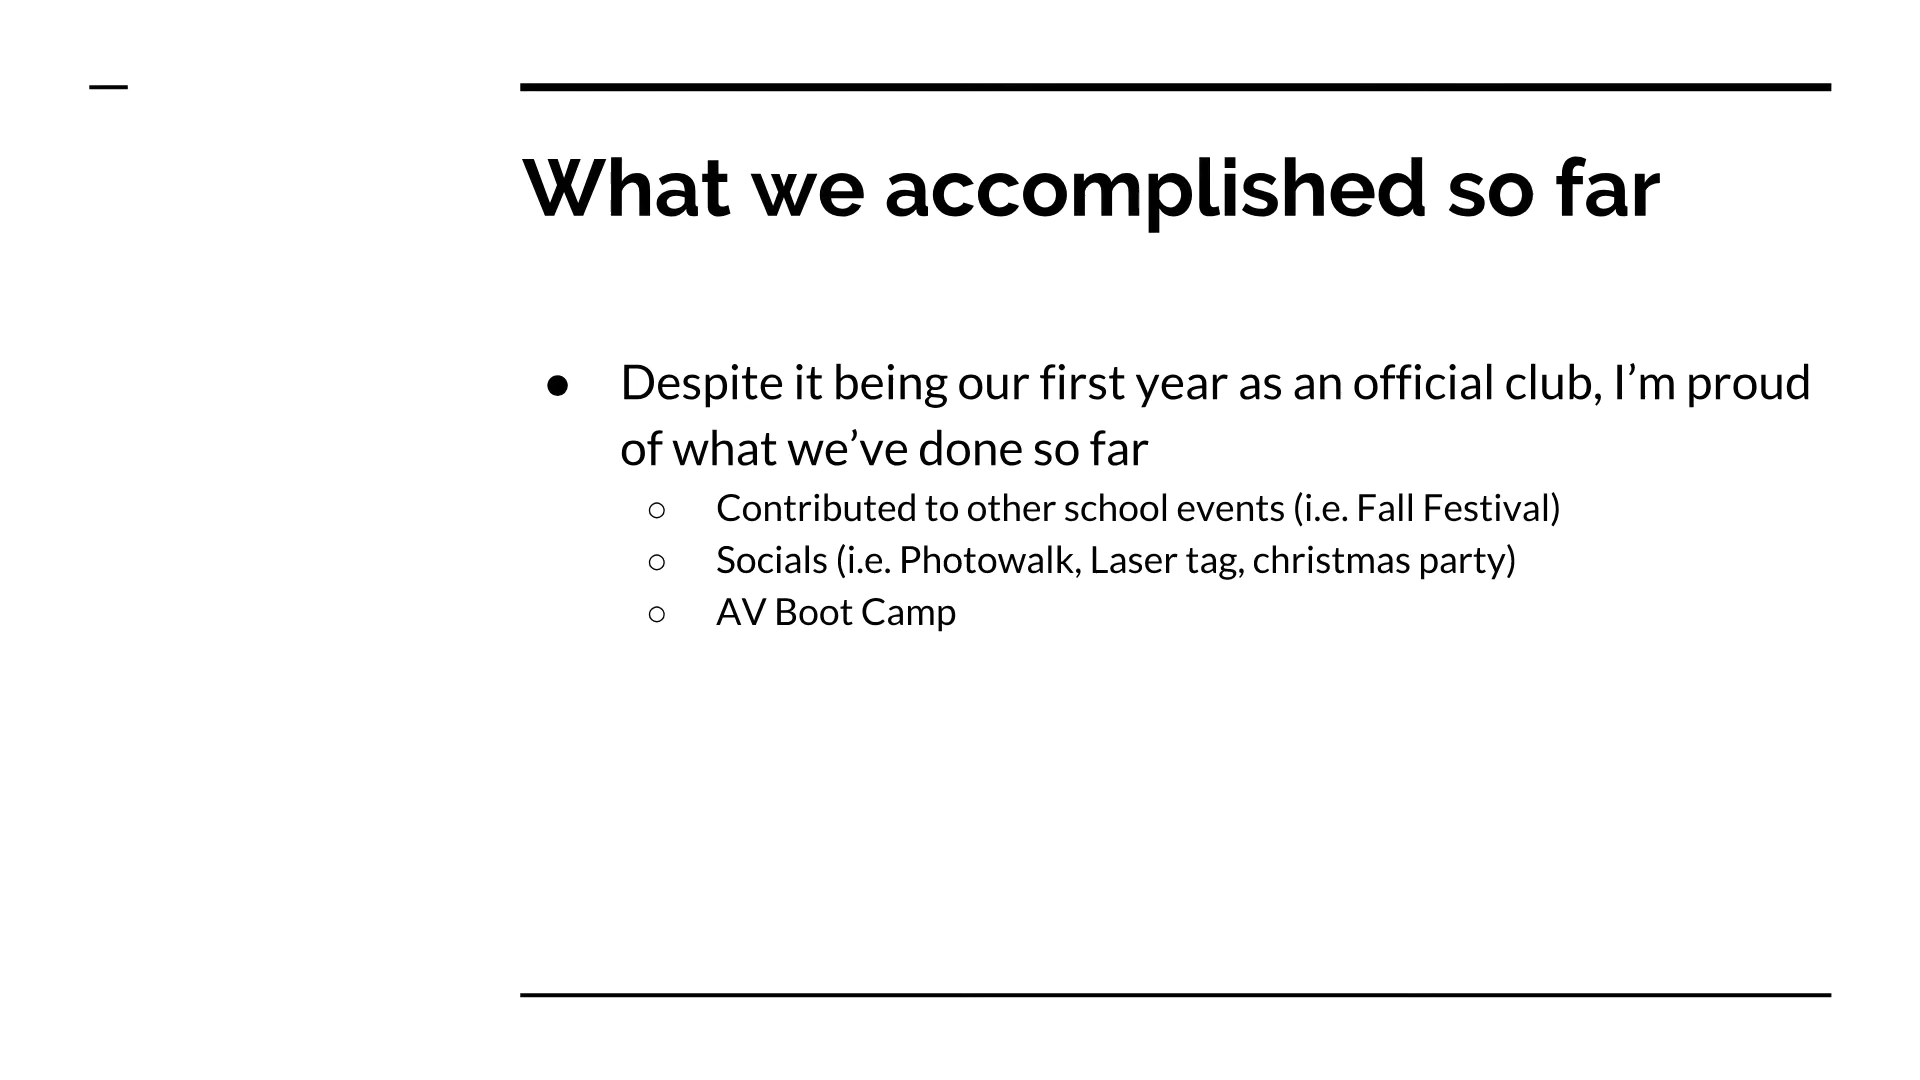 What we accomplished so far
● Despite it being our first year as an official club, I’m proud
of what we’ve done so far
○ Contributed to other school events (i.e. Fall Festival)
○ Socials (i.e. Photowalk, Laser tag, christmas party)
○ AV Boot Camp